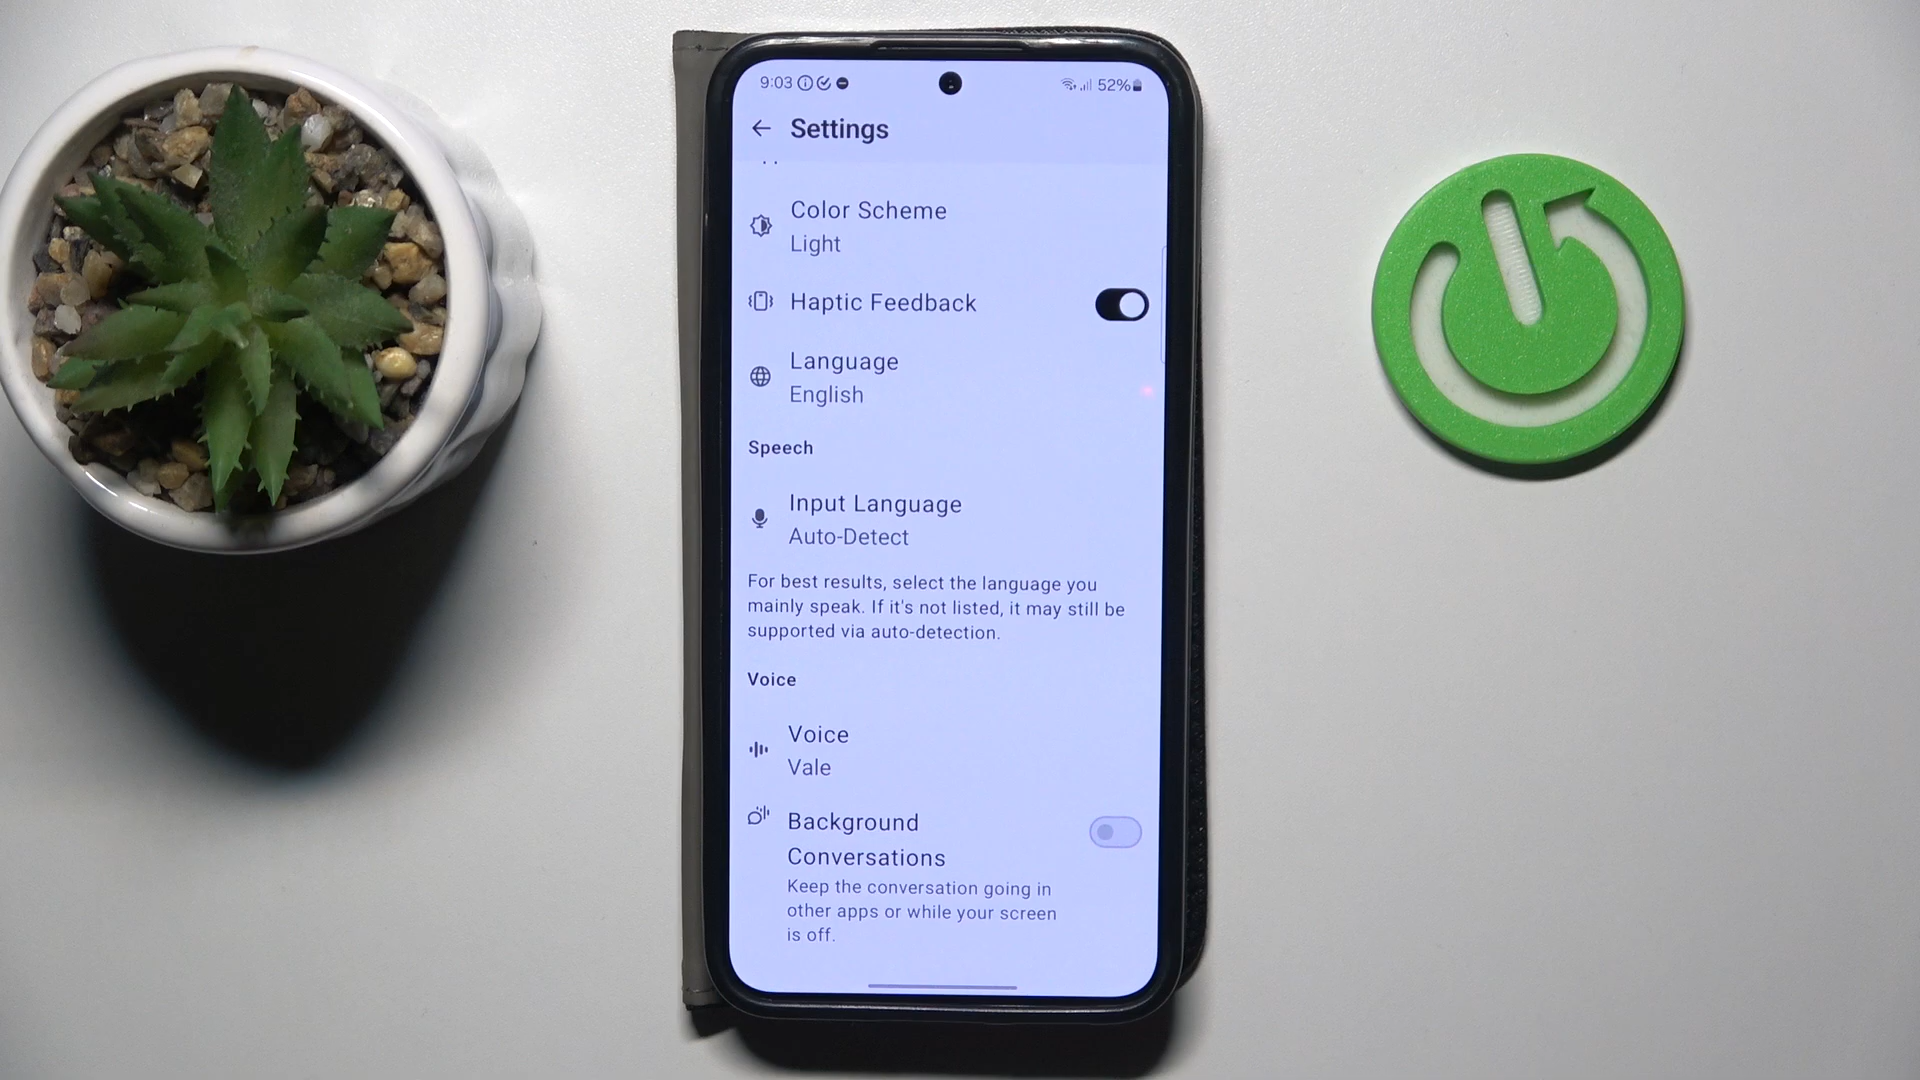 9:03 52%
Settings
Color Scheme
Light
Haptic Feedback
Language
English
Speech
Input Language
Auto-Detect
For best results, select the language you
mainly speak. If it's not listed, it may still be
supported via auto-detection.
Voice
Voice
Vale
Background
Conversations
Keep the conversation going in
other apps or while your screen
is off.